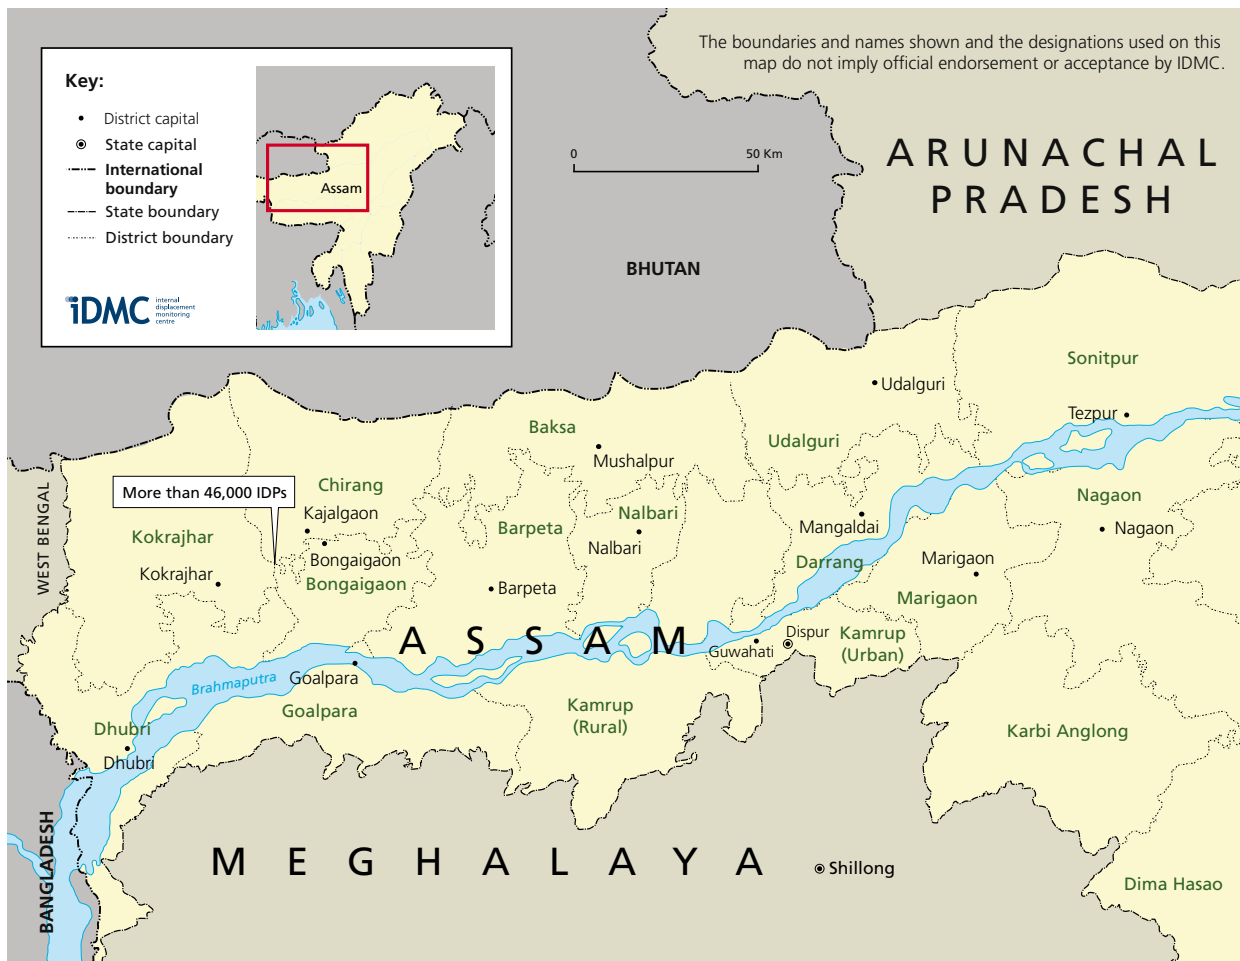 The boundaries and names shown and the designations used on this
map do not imply official endorsement or acceptance by IDMC.
Key:
District capital
State capital
International
boundary
State boundary
District boundary
Assam
iDMC
internal
displacement
monitoring
centre
0 50 Km
ARUNACHAL
PRADESH
BHUTAN
Sonitpur
Udalguri
Tezpur
Baksa
Udalguri
Mushalpur
WEST BENGAL
More than 46,000 IDPs
Chirang
Kajalgaon
Nagaon
Nalbari
Barpeta
Mangaldai
Nagaon
Kokrajhar
Nalbari
Bongaigaon
Marigaon
Darrang
Kokrajhar
Bongaigaon
Barpeta
Marigaon
ASSAM
Dispur
Guwahati
Kamrup
(Urban)
Brahmaputra
Goalpara
Goalpara
Kamrup
(Rural)
Dhubri
Dhubri
Karbi Anglong
BANGLADESH
MEGHALAYA
Shillong
Dima Hasao